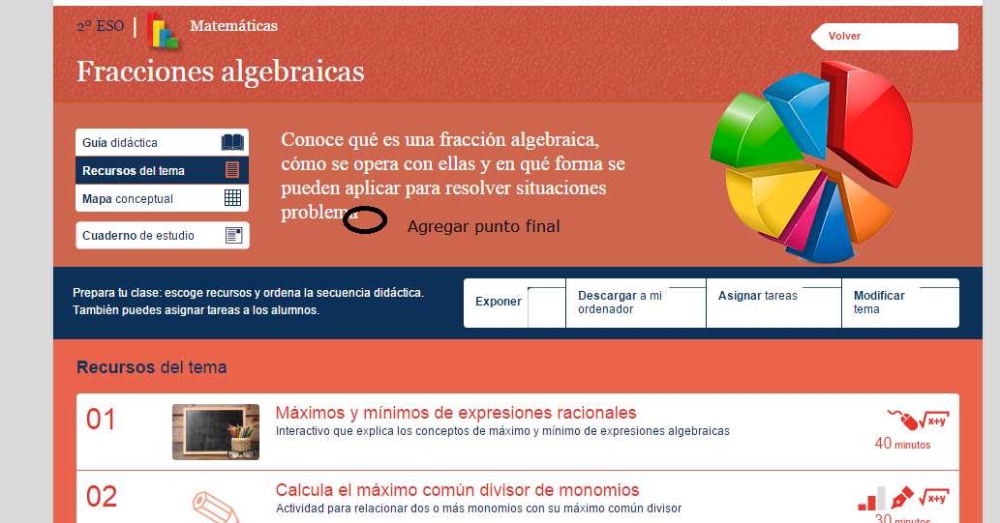 2º ESO | Matemáticas
Volver
Fracciones algebraicas
Guía didáctica
Recursos del tema
Mapa conceptual
Cuaderno de estudio
Conoce qué es una fracción algebraica,
cómo se opera con ellas y en qué forma se
pueden aplicar para resolver situaciones
problema
Agregar punto final
Prepara tu clase: escoge recursos y ordena la secuencia didáctica.
También puedes asignar tareas a los alumnos.
Exponer
Descargar a mi
ordenador
Asignar tareas
Modificar
tema
Recursos del tema
01
Máximos y mínimos de expresiones racionales
Interactivo que explica los conceptos de máximo y mínimo de expresiones algebraicas
√x+y
40 minutos
02
Calcula el máximo común divisor de monomios
Actividad para relacionar dos o más monomios con su máximo común divisor
√x+y
30 minutos